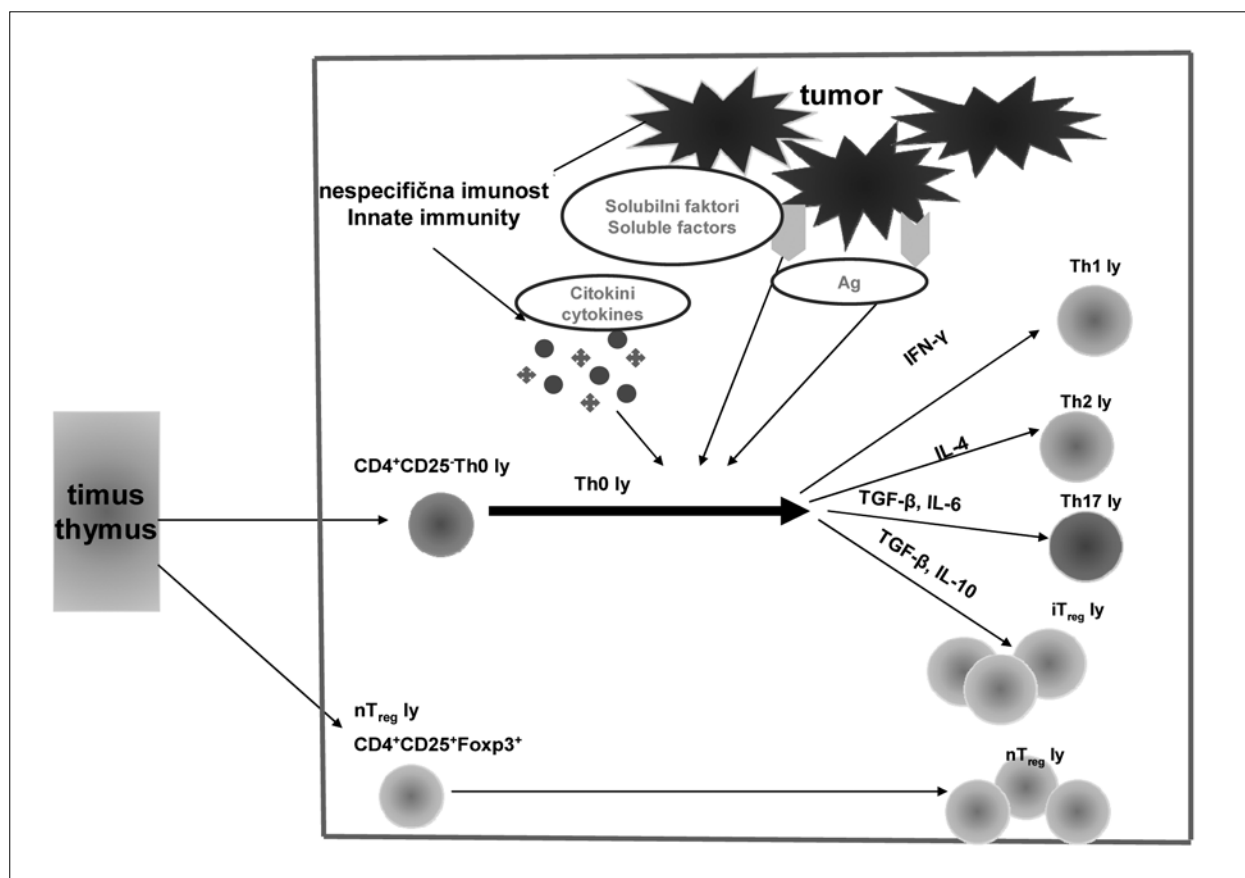 tumor
nespecifična imunost
Innate immunity
Solubilni faktori
Soluble factors
Citokini
cytokines
Ag
Th1 ly
IFN-γ
Th2 ly
IL-4
CD4⁺CD25⁻Th0 ly
Th0 ly
TGF-β, IL-6
Th17 ly
timus
thymus
TGF-β, IL-10
iTreg ly
nTreg ly
CD4⁺CD25⁺Foxp3⁺
nTreg ly